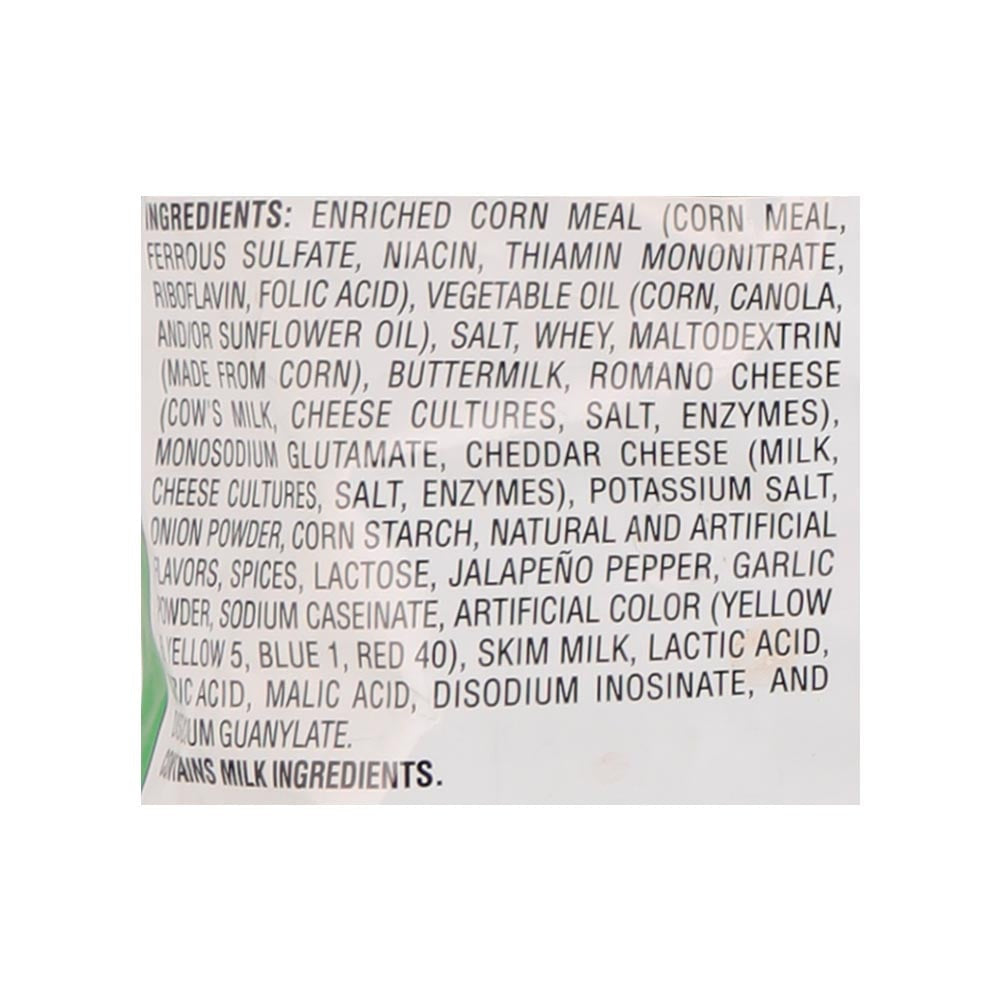 INGREDIENTS: ENRICHED CORN MEAL (CORN MEAL,
FERROUS SULFATE, NIACIN, THIAMIN MONONITRATE,
RIBOFLAVIN, FOLIC ACID), VEGETABLE OIL (CORN, CANOLA,
AND/OR SUNFLOWER OIL), SALT, WHEY, MALTODEXTRIN
(MADE FROM CORN), BUTTERMILK, ROMANO CHEESE
(COW'S MILK, CHEESE CULTURES, SALT, ENZYMES),
MONOSODIUM GLUTAMATE, CHEDDAR CHEESE (MILK,
CHEESE CULTURES, SALT, ENZYMES), POTASSIUM SALT,
ONION POWDER, CORN STARCH, NATURAL AND ARTIFICIAL
FLAVORS, SPICES, LACTOSE, JALAPEÑO PEPPER, GARLIC
POWDER, SODIUM CASEINATE, ARTIFICIAL COLOR (YELLOW
YELLOW 5, BLUE 1, RED 40), SKIM MILK, LACTIC ACID,
ACID, MALIC ACID, DISODIUM INOSINATE, AND
GUANYLATE.
CONTAINS MILK INGREDIENTS.